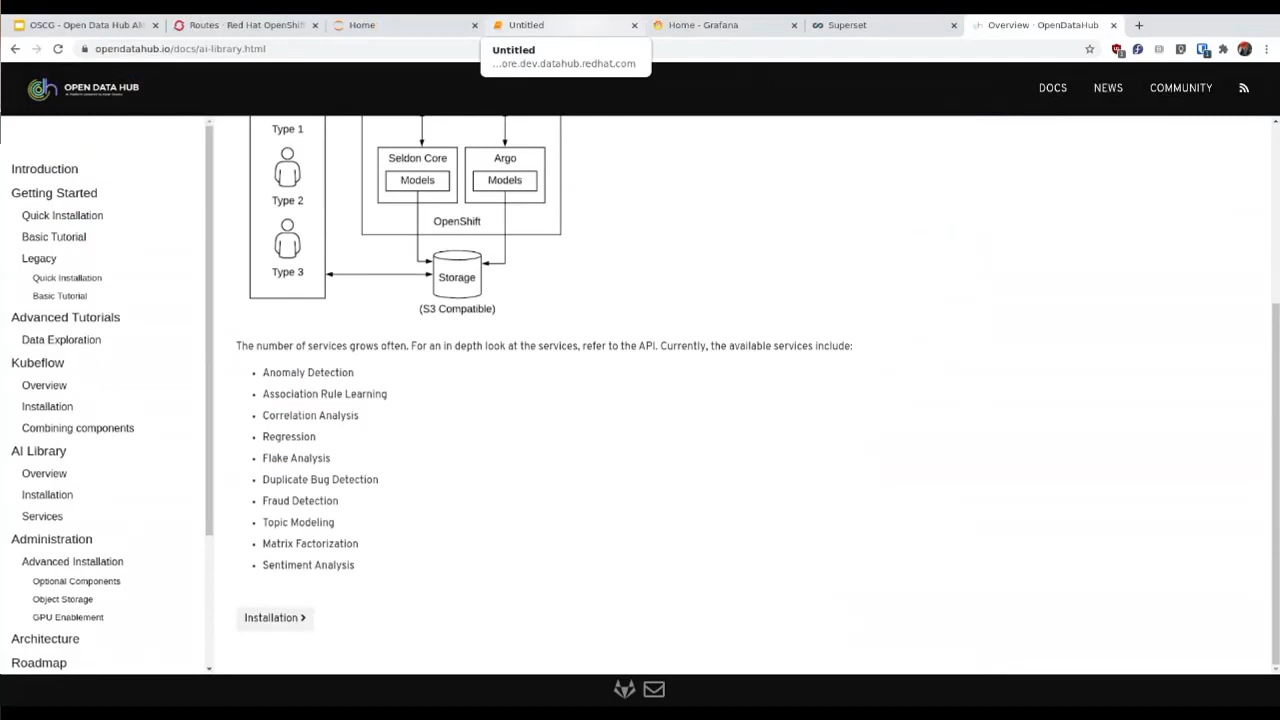 OSCG - Open Data Hub AM
Routes · Red Hat OpenShift
Home
Untitled
Home - Grafana
Superset
Overview · OpenDataHub
opendatahub.io/docs/ai-library.html
Untitled
...ore.dev.datahub.redhat.com
OPEN DATA HUB
DOCS
NEWS
COMMUNITY
Introduction
Getting Started
Quick Installation
Basic Tutorial
Legacy
Quick Installation
Basic Tutorial
Advanced Tutorials
Data Exploration
Kubeflow
Overview
Installation
Combining components
AI Library
Overview
Installation
Services
Administration
Advanced Installation
Optional Components
Object Storage
GPU Enablement
Architecture
Roadmap
Type 1
Type 2
Type 3
Seldon Core
Models
Argo
Models
OpenShift
Storage
(S3 Compatible)
The number of services grows often. For an in depth look at the services, refer to the API. Currently, the available services include:
• Anomaly Detection
• Association Rule Learning
• Correlation Analysis
• Regression
• Flake Analysis
• Duplicate Bug Detection
• Fraud Detection
• Topic Modeling
• Matrix Factorization
• Sentiment Analysis
Installation >